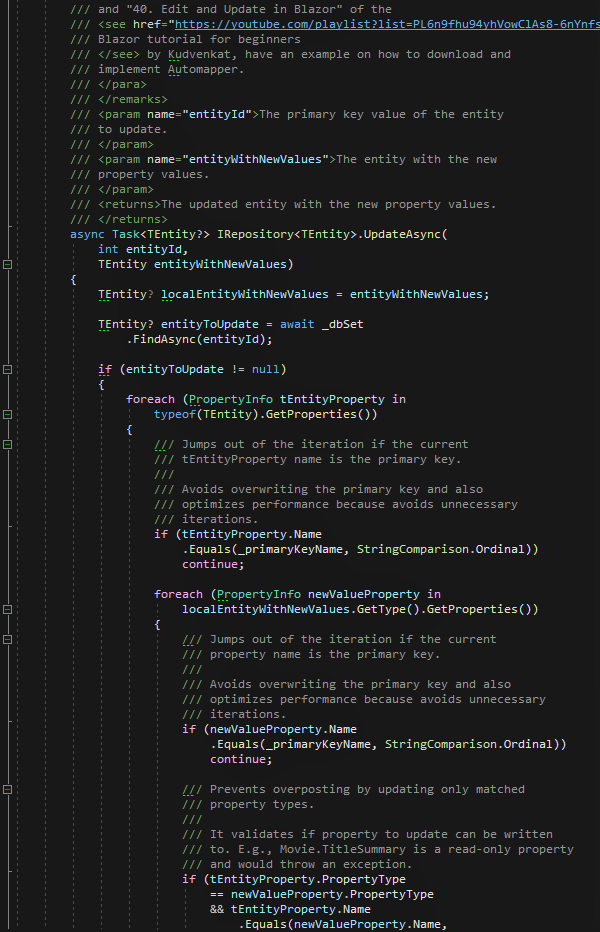 /// and "40. Edit and Update in Blazor" of the
/// <see href="https://youtube.com/playlist?list=PL6n9fhu94yhVowClAs8-6nYnfs
/// Blazor tutorial for beginners
/// </see> by Kudvenkat, have an example on how to download and
/// implement Automapper.
/// </para>
/// </remarks>
/// <param name="entityId">The primary key value of the entity
/// to update.
/// </param>
/// <param name="entityWithNewValues">The entity with the new
/// property values.
/// </param>
/// <returns>The updated entity with the new property values.
/// </returns>
async Task<TEntity?> IRepository<TEntity>.UpdateAsync(
int entityId,
TEntity entityWithNewValues)
{
TEntity? localEntityWithNewValues = entityWithNewValues;
TEntity? entityToUpdate = await _dbSet
.FindAsync(entityId);
if (entityToUpdate != null)
{
foreach (PropertyInfo tEntityProperty in
typeof(TEntity).GetProperties())
{
/// Jumps out of the iteration if the current
/// tEntityProperty name is the primary key.
///
/// Avoids overwriting the primary key and also
/// optimizes performance because avoids unnecessary
/// iterations.
if (tEntityProperty.Name
.Equals(_primaryKeyName, StringComparison.Ordinal))
continue;
foreach (PropertyInfo newValueProperty in
localEntityWithNewValues.GetType().GetProperties())
{
/// Jumps out of the iteration if the current
/// property name is the primary key.
///
/// Avoids overwriting the primary key and also
/// optimizes performance because avoids unnecessary
/// iterations.
if (newValueProperty.Name
.Equals(_primaryKeyName, StringComparison.Ordinal))
continue;
/// Prevents overposting by updating only matched
/// property types.
///
/// It validates if property to update can be written
/// to. E.g., Movie.TitleSummary is a read-only property
/// and would throw an exception.
if (tEntityProperty.PropertyType
== newValueProperty.PropertyType
&& tEntityProperty.Name
.Equals(newValueProperty.Name,